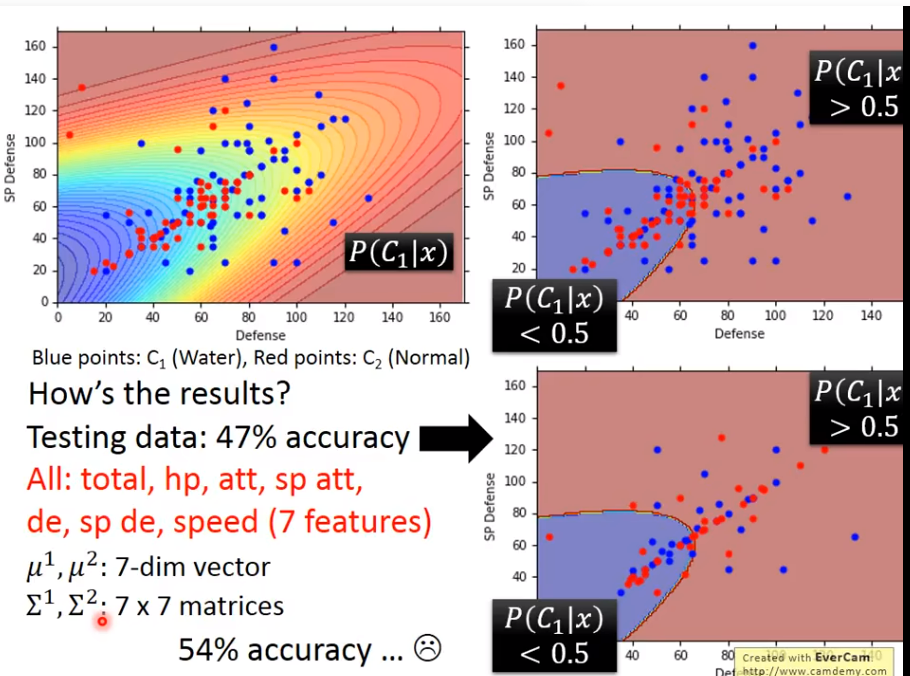 160
140
120
100
80
60
40
20
0
SP Defense
0 20 40 60 80 100 120 140 160
Defense
P(C₁|x)
160
140
120
100
80
60
40
20
SP Defense
40 60 80 100 120 140
Defense
P(C₁|x
> 0.5
P(C₁|x)
< 0.5
Blue points: C₁ (Water), Red points: C₂ (Normal)
How's the results?
Testing data: 47% accuracy
All: total, hp, att, sp att,
de, sp de, speed (7 features)
μ¹, μ²: 7-dim vector
Σ¹, Σ²: 7 x 7 matrices
54% accuracy ... ☹
160
140
120
100
80
60
40
SP Defense
40 60 80 40
Def
P(C₁|x
> 0.5
P(C₁|x)
< 0.5
Created with EverCam
http://www.camdemy.com